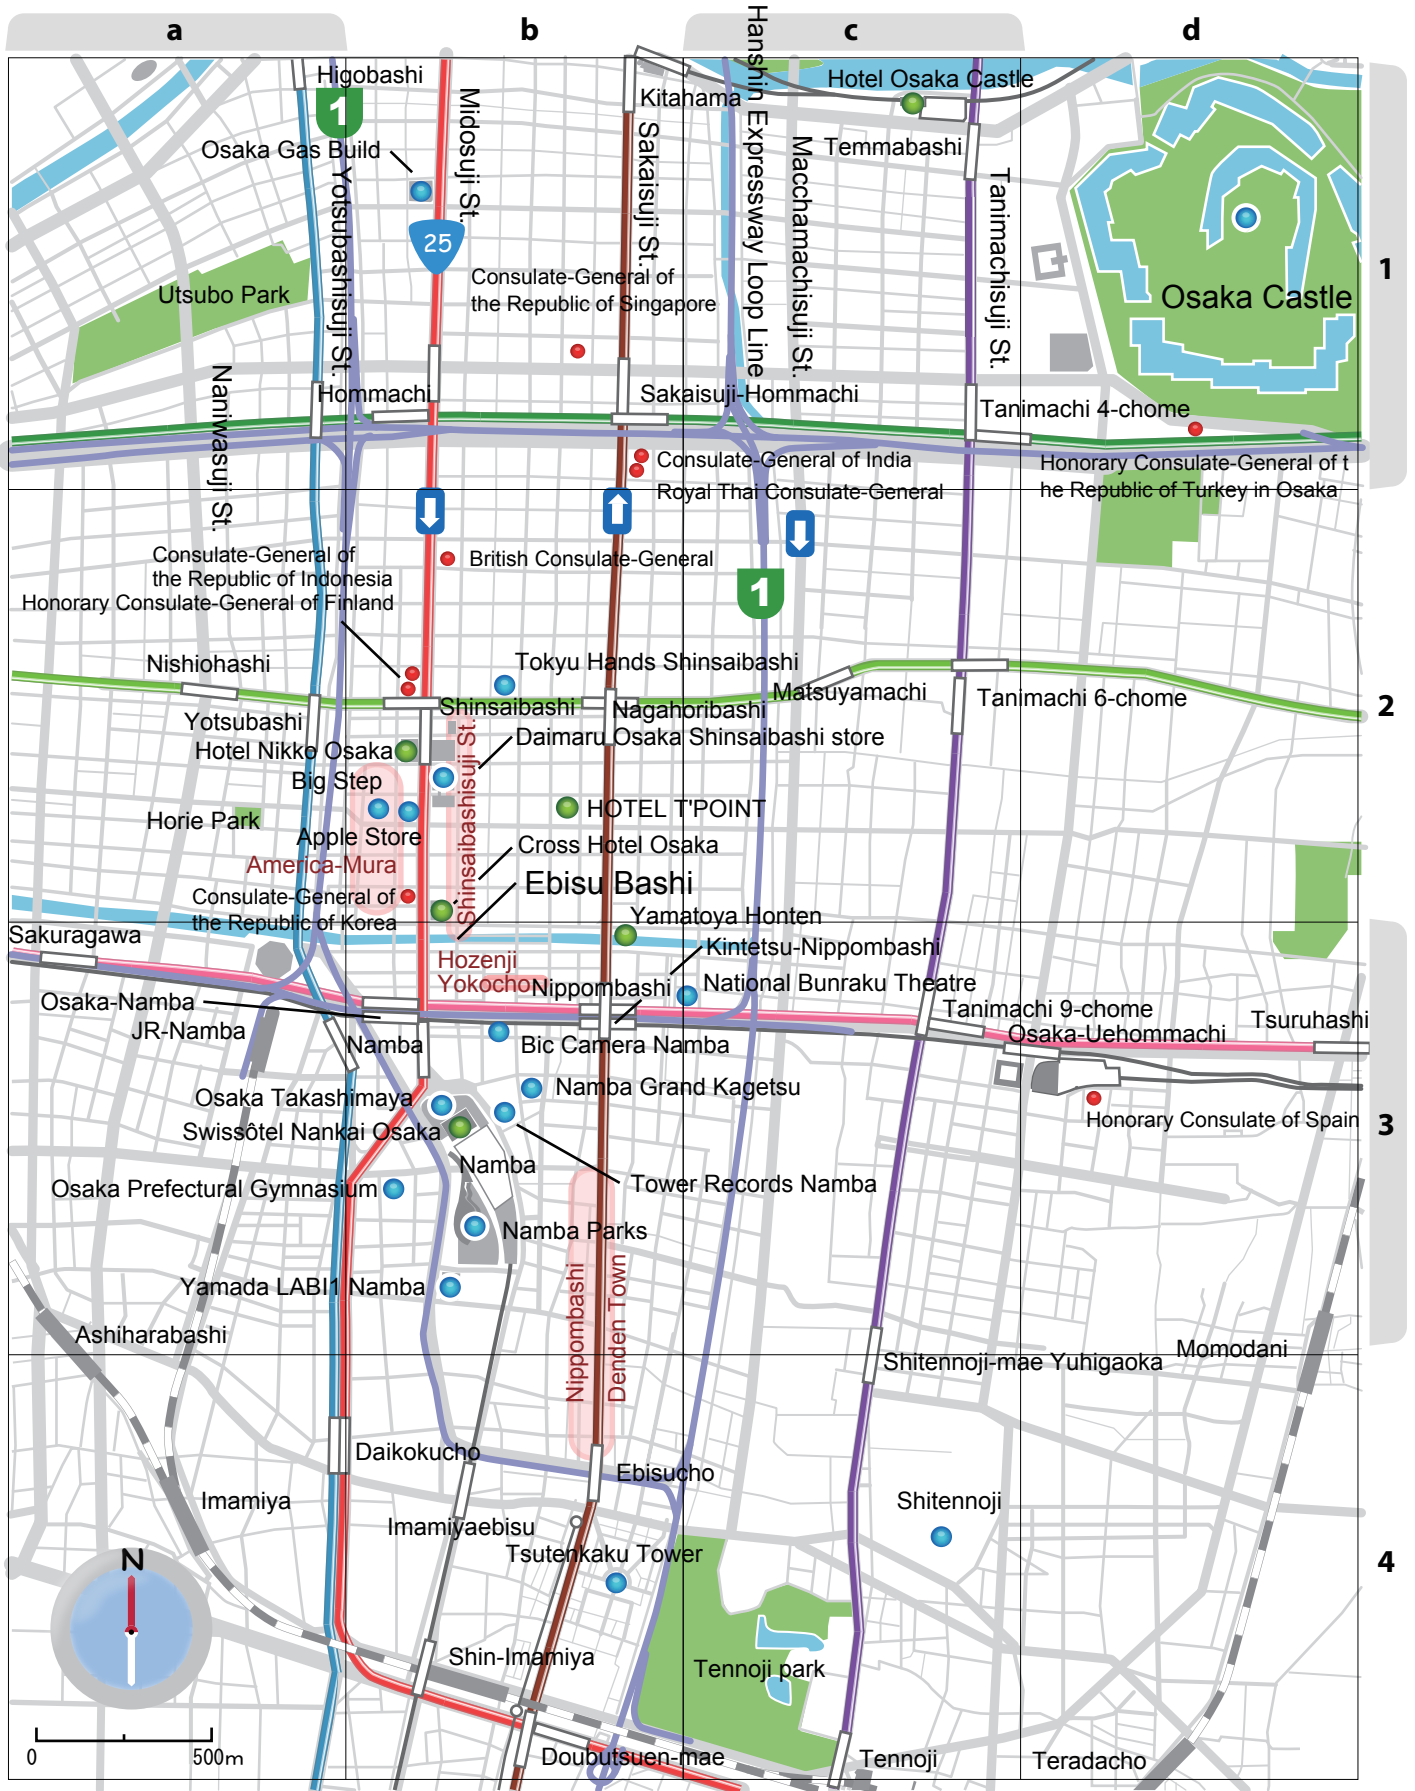 a
b
c
d
Higobashi
1
Osaka Gas Build
Midosuji St.
Kitahama
Hanshin Expressway Loop Line
Hotel Osaka Castle
Temmabashi
Sakaisuji St.
Macchamachisuji St.
Tanimachisuji St.
Yotsubashisuji St.
25
Consulate-General of
the Republic of Singapore
1
Utsubo Park
Osaka Castle
Naniwasuji St.
Hommachi
Sakaisuji-Hommachi
Tanimachi 4-chome
Consulate-General of India
Royal Thai Consulate-General
Honorary Consulate-General of t
he Republic of Turkey in Osaka
Consulate-General of
the Republic of Indonesia
Honorary Consulate-General of Finland
British Consulate-General
1
Nishiohashi
Tokyu Hands Shinsaibashi
Matsuyamachi
Tanimachi 6-chome
2
Yotsubashi
Shinsaibashi
Nagahoribashi
Hotel Nikko Osaka
Daimaru Osaka Shinsaibashi store
Shinsaibashisuji St.
Big Step
HOTEL T'POINT
Horie Park
Apple Store
America-Mura
Cross Hotel Osaka
Ebisu Bashi
Consulate-General of
the Republic of Korea
Yamatoya Honten
Sakuragawa
Kintetsu-Nippombashi
Hozenji
Yokocho
Nippombashi
National Bunraku Theatre
Osaka-Namba
JR-Namba
Namba
Bic Camera Namba
Tanimachi 9-chome
Osaka-Uehommachi
Tsuruhashi
Osaka Takashimaya
Namba Grand Kagetsu
Swissôtel Nankai Osaka
Honorary Consulate of Spain
3
Namba
Osaka Prefectural Gymnasium
Tower Records Namba
Namba Parks
Yamada LABI1 Namba
Nippombashi
Denden Town
Ashiharabashi
Shitennoji-mae Yuhigaoka
Momodani
Daikokucho
Ebisucho
Imamiya
Imamiyaebisu
Shitennoji
Tsutenkaku Tower
4
N
Shin-Imamiya
Tennoji park
0
500m
Doubutsuen-mae
Tennoji
Teradacho